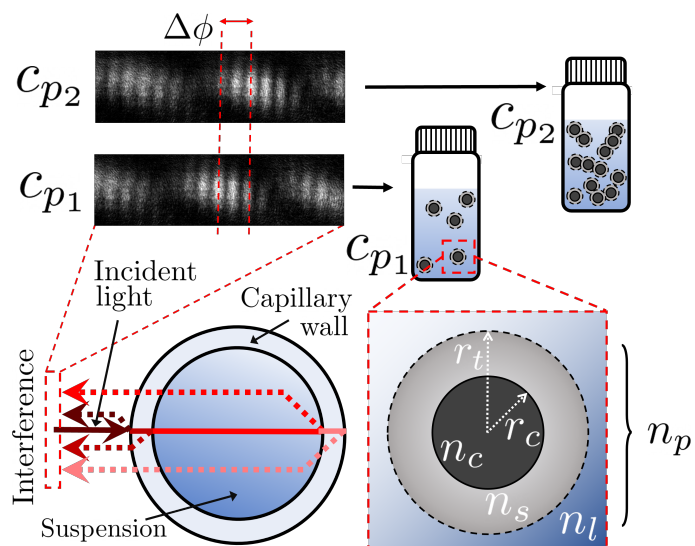 Δϕ
c_{p_2}
c_{p_2}
c_{p_1}
c_{p_1}
Incident
light
Capillary
wall
Interference
Suspension
r_t
r_c
n_c
n_s
n_l
n_p